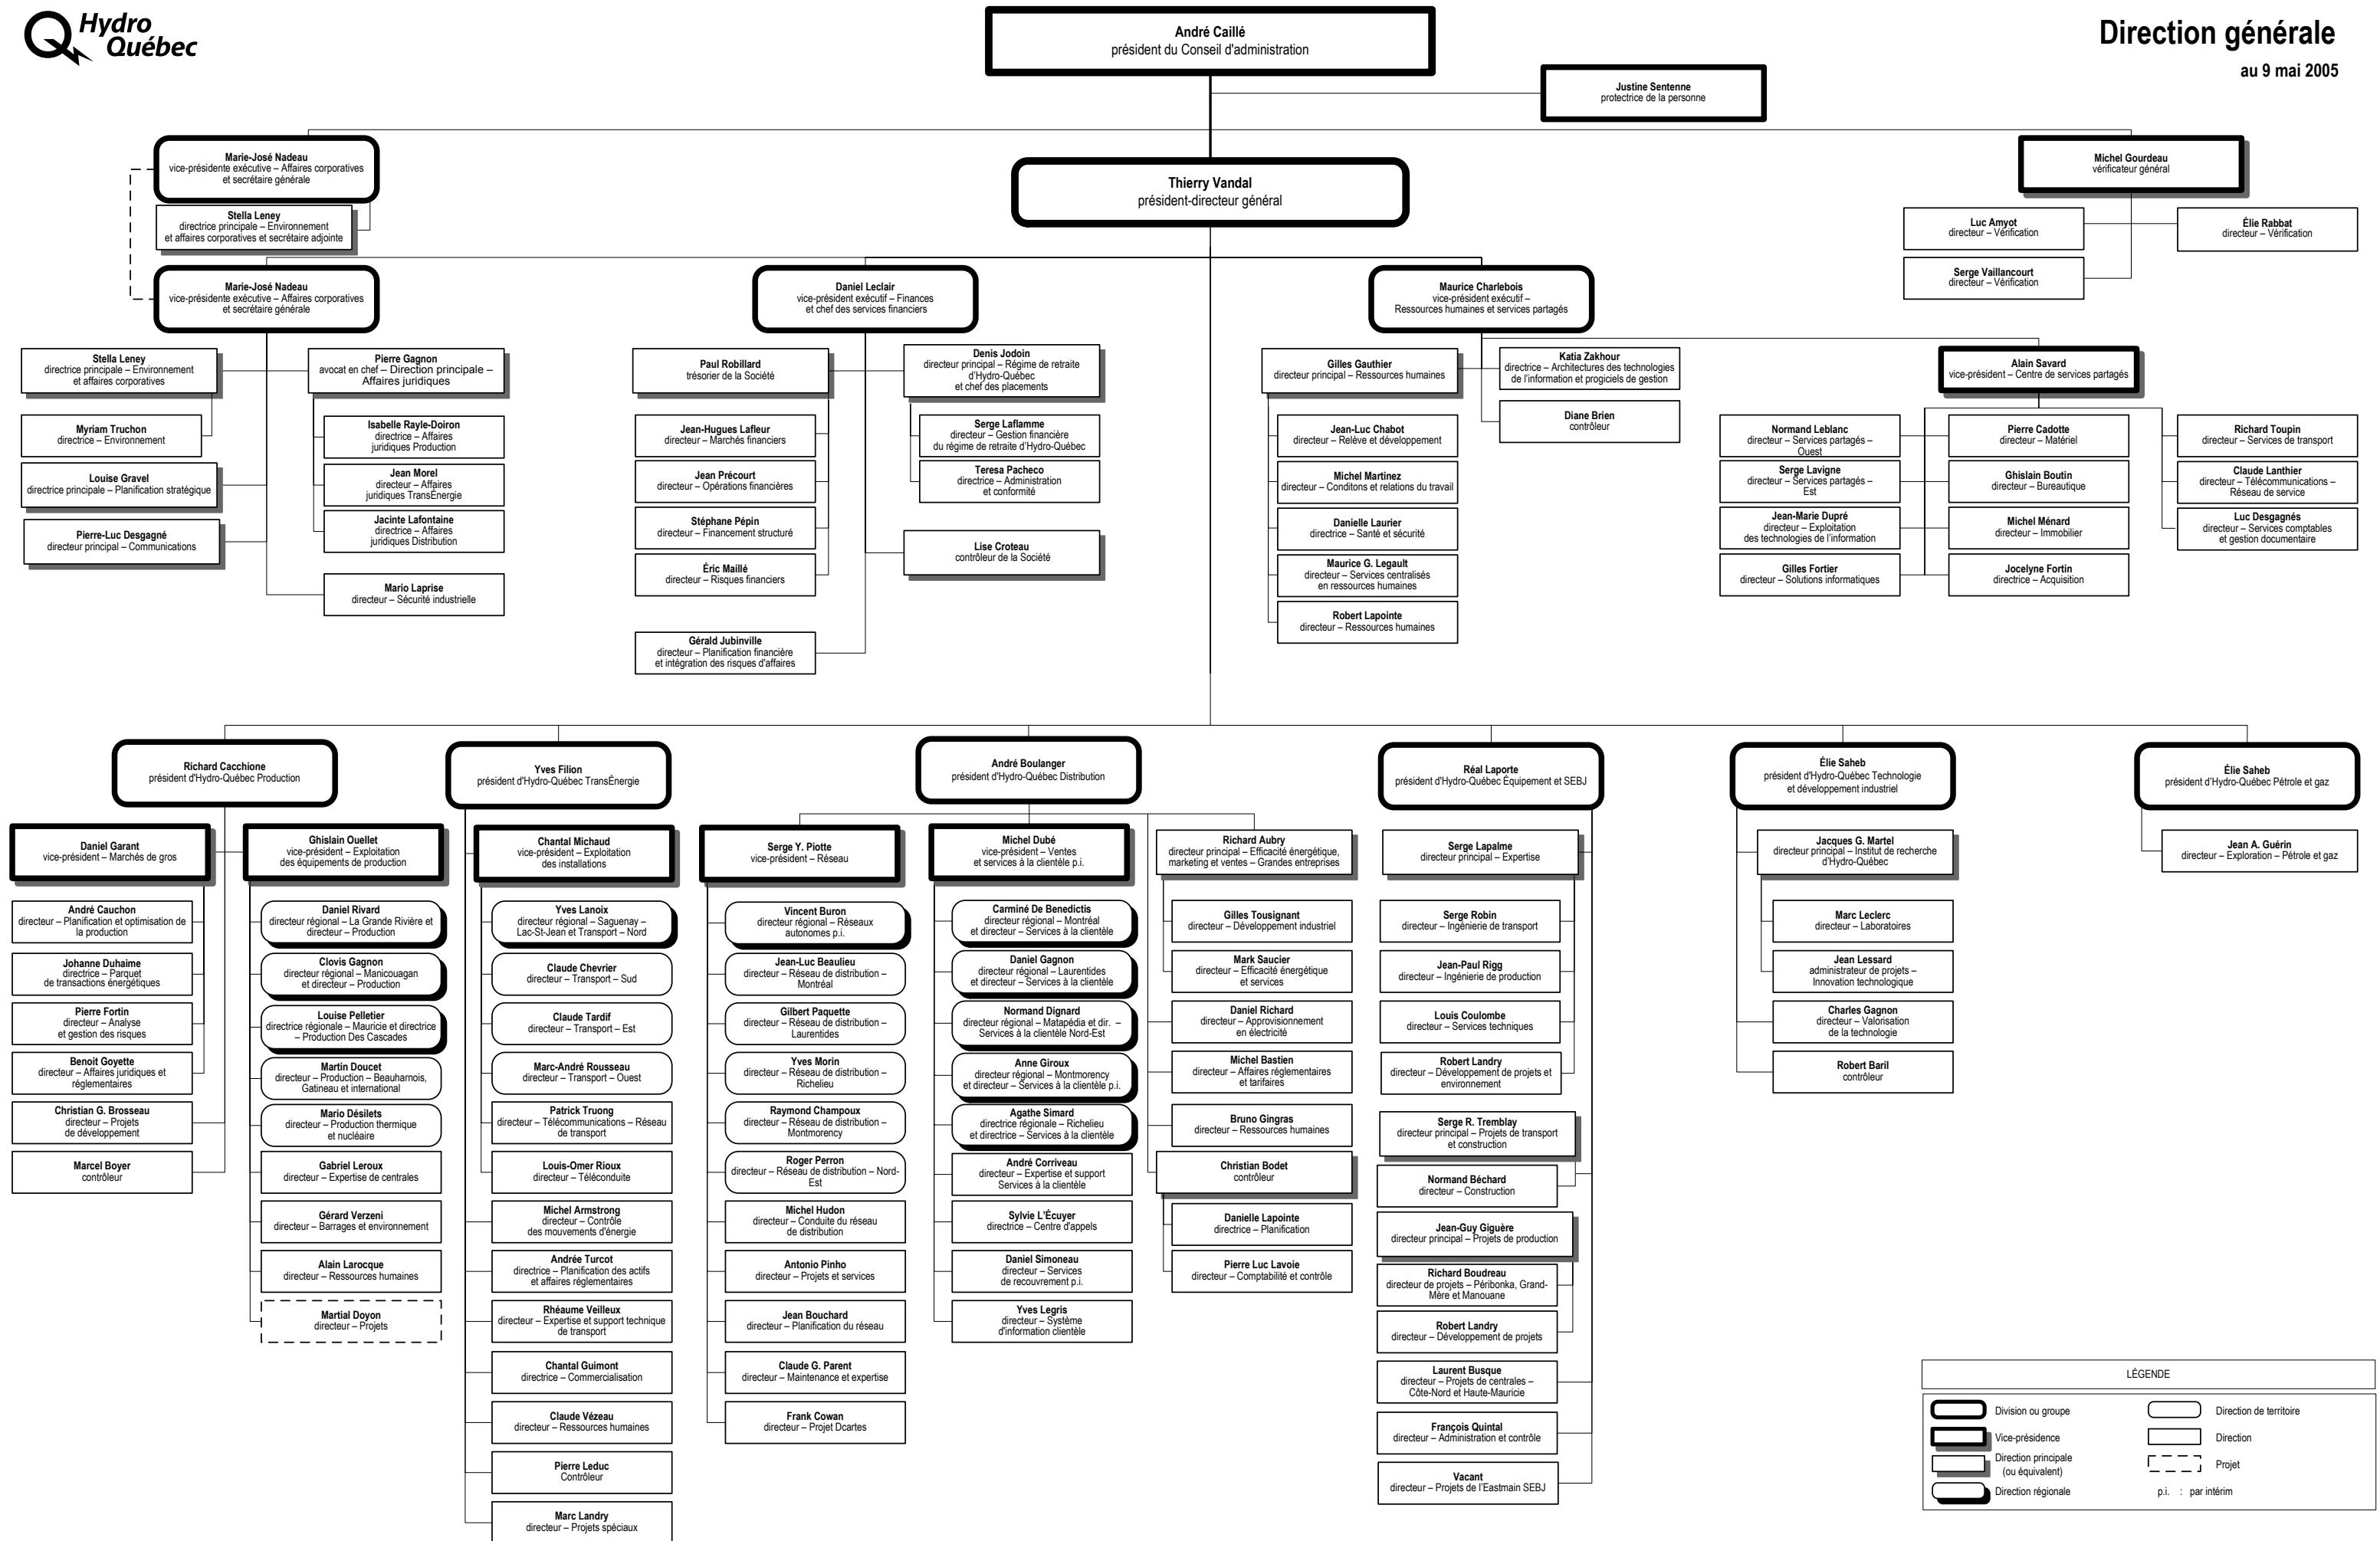 Hydro
Québec
Direction générale
au 9 mai 2005
André Caillé
président du Conseil d'administration
Justine Sentenne
protectrice de la personne
Marie-José Nadeau
vice-présidente exécutive – Affaires corporatives
et secrétaire générale
Stella Leney
directrice principale – Environnement
et affaires corporatives et secrétaire adjointe
Thierry Vandal
président-directeur général
Michel Gourdeau
vérificateur général
Luc Amyot
directeur – Vérification
Élie Rabbat
directeur – Vérification
Serge Vaillancourt
directeur – Vérification
Marie-José Nadeau
vice-présidente exécutive – Affaires corporatives
et secrétaire générale
Daniel Leclair
vice-président exécutif – Finances
et chef des services financiers
Maurice Charlebois
vice-président exécutif –
Ressources humaines et services partagés
Stella Leney
directrice principale – Environnement
et affaires corporatives
Myriam Truchon
directrice – Environnement
Louise Gravel
directrice principale – Planification stratégique
Pierre-Luc Desgagné
directeur principal – Communications
Pierre Gagnon
avocat en chef – Direction principale –
Affaires juridiques
Isabelle Rayle-Doiron
directrice – Affaires
juridiques Production
Jean Morel
directeur – Affaires
juridiques TransÉnergie
Jacinte Lafontaine
directrice – Affaires
juridiques Distribution
Mario Laprise
directeur – Sécurité industrielle
Paul Robillard
trésorier de la Société
Jean-Hugues Lafleur
directeur – Marchés financiers
Jean Précourt
directeur – Opérations financières
Stéphane Pépin
directeur – Financement structuré
Éric Maillé
directeur – Risques financiers
Gérald Jubinville
directeur – Planification financière
et intégration des risques d'affaires
Denis Jodoin
directeur principal – Régime de retraite
d'Hydro-Québec
et chef des placements
Serge Laflamme
directeur – Gestion financière
du régime de retraite d'Hydro-Québec
Teresa Pacheco
directrice – Administration
et conformité
Lise Croteau
contrôleur de la Société
Gilles Gauthier
directeur principal – Ressources humaines
Jean-Luc Chabot
directeur – Relève et développement
Michel Martinez
directeur – Conditons et relations du travail
Danielle Laurier
directrice – Santé et sécurité
Maurice G. Legault
directeur – Services centralisés
en ressources humaines
Robert Lapointe
directeur – Ressources humaines
Katia Zakhour
directrice – Architectures des technologies
de l'information et progiciels de gestion
Diane Brien
contrôleur
Alain Savard
vice-président – Centre de services partagés
Normand Leblanc
directeur – Services partagés –
Ouest
Serge Lavigne
directeur – Services partagés –
Est
Jean-Marie Dupré
directeur – Exploitation
des technologies de l'information
Gilles Fortier
directeur – Solutions informatiques
Pierre Cadotte
directeur – Matériel
Ghislain Boutin
directeur – Bureautique
Michel Ménard
directeur – Immobilier
Jocelyne Fortin
directrice – Acquisition
Richard Toupin
directeur – Services de transport
Claude Lanthier
directeur – Télécommunications –
Réseau de service
Luc Desgagnés
directeur – Services comptables
et gestion documentaire
Richard Cacchione
président d'Hydro-Québec Production
Yves Filion
président d'Hydro-Québec TransÉnergie
André Boulanger
président d'Hydro-Québec Distribution
Réal Laporte
président d'Hydro-Québec Équipement et SEBJ
Élie Saheb
président d'Hydro-Québec Technologie
et développement industriel
Élie Saheb
président d'Hydro-Québec Pétrole et gaz
Daniel Garant
vice-président – Marchés de gros
André Cauchon
directeur – Planification et optimisation de
la production
Johanne Duhaime
directrice – Parquet
de transactions énergétiques
Pierre Fortin
directeur – Analyse
et gestion des risques
Benoit Goyette
directeur – Affaires juridiques et
réglementaires
Christian G. Brosseau
directeur – Projets
de développement
Marcel Boyer
contrôleur
Ghislain Ouellet
vice-président – Exploitation
des équipements de production
Daniel Rivard
directeur régional – La Grande Rivière et
directeur – Production
Clovis Gagnon
directeur régional – Manicouagan
et directeur – Production
Louise Pelletier
directrice régionale – Mauricie et directrice
– Production Des Cascades
Martin Doucet
directeur – Production – Beauharnois,
Gatineau et international
Mario Désilets
directeur – Production thermique
et nucléaire
Gabriel Leroux
directeur – Expertise de centrales
Gérard Verzeni
directeur – Barrages et environnement
Alain Larocque
directeur – Ressources humaines
Martial Doyon
directeur – Projets
Chantal Michaud
vice-président – Exploitation
des installations
Yves Lanoix
directeur régional – Saguenay –
Lac-St-Jean et Transport – Nord
Claude Chevrier
directeur – Transport – Sud
Claude Tardif
directeur – Transport – Est
Marc-André Rousseau
directeur – Transport – Ouest
Patrick Truong
directeur – Télécommunications – Réseau
de transport
Louis-Omer Rioux
directeur – Téléconduite
Michel Armstrong
directeur – Contrôle
des mouvements d'énergie
Andrée Turcot
directrice – Planification des actifs
et affaires réglementaires
Rhéaume Veilleux
directeur – Expertise et support technique
de transport
Chantal Guimont
directrice – Commercialisation
Claude Vézeau
directeur – Ressources humaines
Pierre Leduc
Contrôleur
Marc Landry
directeur – Projets spéciaux
Serge Y. Piotte
vice-président – Réseau
Vincent Buron
directeur régional – Réseaux
autonomes p.i.
Jean-Luc Beaulieu
directeur – Réseau de distribution –
Montréal
Gilbert Paquette
directeur – Réseau de distribution –
Laurentides
Yves Morin
directeur – Réseau de distribution –
Richelieu
Raymond Champoux
directeur – Réseau de distribution –
Montmorency
Roger Perron
directeur – Réseau de distribution – Nord-
Est
Michel Hudon
directeur – Conduite du réseau
de distribution
Antonio Pinho
directeur – Projets et services
Jean Bouchard
directeur – Planification du réseau
Claude G. Parent
directeur – Maintenance et expertise
Frank Cowan
directeur – Projet Dcartes
Michel Dubé
vice-président – Ventes
et services à la clientèle p.i.
Carminé De Benedictis
directeur régional – Montréal
et directeur – Services à la clientèle
Daniel Gagnon
directeur régional – Laurentides
et directeur – Services à la clientèle
Normand Dignard
directeur régional – Matapédia et dir. –
Services à la clientèle Nord-Est
Anne Giroux
directeur régional – Montmorency
et directeur – Services à la clientèle p.i.
Agathe Simard
directrice régionale – Richelieu
et directrice – Services à la clientèle
André Corriveau
directeur – Expertise et support
Services à la clientèle
Sylvie L'Écuyer
directrice – Centre d'appels
Daniel Simoneau
directeur – Services
de recouvrement p.i.
Yves Legris
directeur – Système
d'information clientèle
Richard Aubry
directeur principal – Efficacité énergétique,
marketing et ventes – Grandes entreprises
Gilles Tousignant
directeur – Développement industriel
Mark Saucier
directeur – Efficacité énergétique
et services
Daniel Richard
directeur – Approvisionnement
en électricité
Michel Bastien
directeur – Affaires réglementaires
et tarifaires
Bruno Gingras
directeur – Ressources humaines
Christian Bodet
contrôleur
Danielle Lapointe
directrice – Planification
Pierre Luc Lavoie
directeur – Comptabilité et contrôle
Serge Lapalme
directeur principal – Expertise
Serge Robin
directeur – Ingénierie de transport
Jean-Paul Rigg
directeur – Ingénierie de production
Louis Coulombe
directeur – Services techniques
Robert Landry
directeur – Développement de projets et
environnement
Serge R. Tremblay
directeur principal – Projets de transport
et construction
Normand Béchard
directeur – Construction
Jean-Guy Giguère
directeur principal – Projets de production
Richard Boudreau
directeur de projets – Péribonka, Grand-
Mère et Manouane
Robert Landry
directeur – Développement de projets
Laurent Busque
directeur – Projets de centrales –
Côte-Nord et Haute-Mauricie
François Quintal
directeur – Administration et contrôle
Vacant
directeur – Projets de l'Eastmain SEBJ
Jacques G. Martel
directeur principal – Institut de recherche
d'Hydro-Québec
Marc Leclerc
directeur – Laboratoires
Jean Lessard
administrateur de projets –
Innovation technologique
Charles Gagnon
directeur – Valorisation
de la technologie
Robert Baril
contrôleur
Jean A. Guérin
directeur – Exploration – Pétrole et gaz
LÉGENDE
Division ou groupe
Vice-présidence
Direction principale
(ou équivalent)
Direction régionale
Direction de territoire
Direction
Projet
p.i. : par intérim